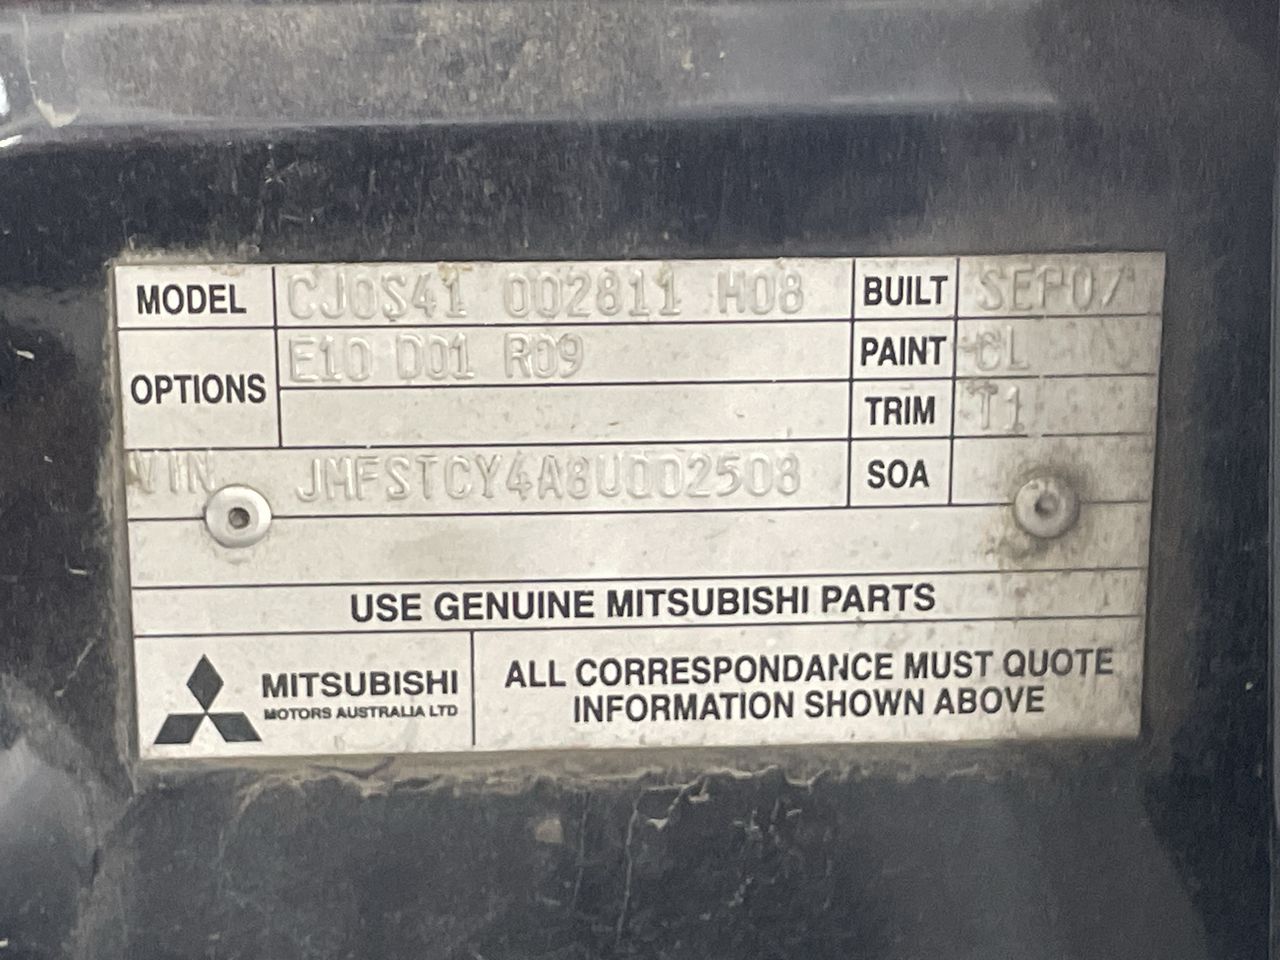 MODEL CJ0S41 002811 H08 BUILT SEP07
E10 D01 R09 PAINT
OPTIONS
TRIM T1
VIN JMFSTCY4A8U002508 SOA
USE GENUINE MITSUBISHI PARTS
MITSUBISHI
MOTORS AUSTRALIA LTD
ALL CORRESPONDANCE MUST QUOTE
INFORMATION SHOWN ABOVE